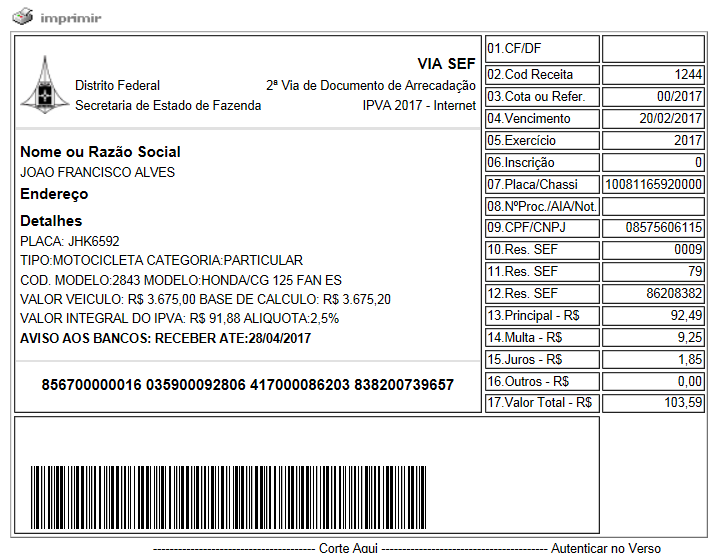 imprimir
VIA SEF
Distrito Federal 2ª Via de Documento de Arrecadação
Secretaria de Estado de Fazenda IPVA 2017 - Internet
Nome ou Razão Social
JOAO FRANCISCO ALVES
Endereço
Detalhes
PLACA: JHK6592
TIPO:MOTOCICLETA CATEGORIA:PARTICULAR
COD. MODELO:2843 MODELO:HONDA/CG 125 FAN ES
VALOR VEICULO: R$ 3.675,00 BASE DE CALCULO: R$ 3.675,20
VALOR INTEGRAL DO IPVA: R$ 91,88 ALIQUOTA:2,5%
AVISO AOS BANCOS: RECEBER ATE:28/04/2017
856700000016 035900092806 417000086203 838200739657
01.CF/DF
02.Cod Receita 1244
03.Cota ou Refer. 00/2017
04.Vencimento 20/02/2017
05.Exercício 2017
06.Inscrição 0
07.Placa/Chassi 10081165920000
08.NºProc./AIA/Not.
09.CPF/CNPJ 08575606115
10.Res. SEF 0009
11.Res. SEF 79
12.Res. SEF 86208382
13.Principal - R$ 92,49
14.Multa - R$ 9,25
15.Juros - R$ 1,85
16.Outros - R$ 0,00
17.Valor Total - R$ 103,59
Corte Aqui Autenticar no Verso